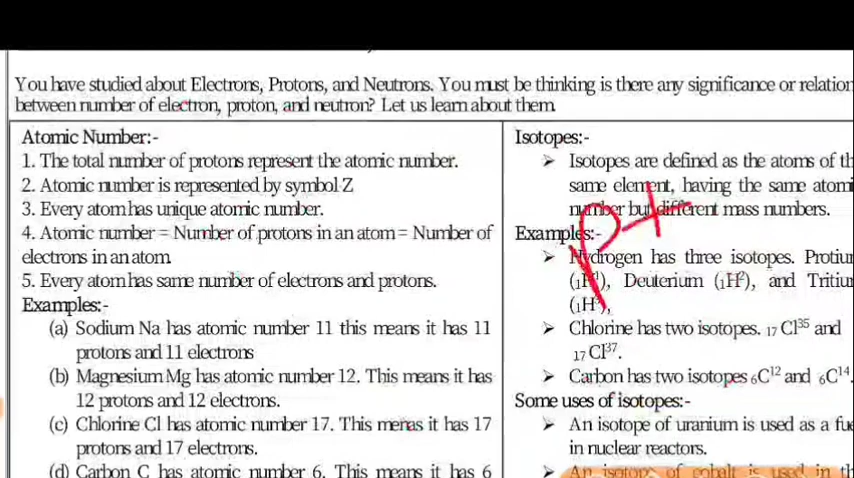 You have studied about Electrons, Protons, and Neutrons. You must be thinking is there any significance or relation
between number of electron, proton, and neutron? Let us learn about them.
Atomic Number:-
1. The total number of protons represent the atomic number.
2. Atomic number is represented by symbol Z
3. Every atom has unique atomic number.
4. Atomic number = Number of protons in an atom = Number of
electrons in an atom.
5. Every atom has same number of electrons and protons.
Examples:-
(a) Sodium Na has atomic number 11 this means it has 11
protons and 11 electrons
(b) Magnesium Mg has atomic number 12. This means it has
12 protons and 12 electrons.
(c) Chlorine Cl has atomic number 17. This menas it has 17
protons and 17 electrons.
(d) Carbon C has atomic number 6. This means it has 6
Isotopes:-
➢ Isotopes are defined as the atoms of th
same element, having the same atomi
number but different mass numbers.
Examples:-
➢ Hydrogen has three isotopes. Protiu
(₁H¹), Deuterium (₁H²), and Tritiu
(₁H³),
➢ Chlorine has two isotopes. ₁₇Cl³⁵ and
₁₇Cl³⁷.
➢ Carbon has two isotopes ₆C¹² and ₆C¹⁴.
Some uses of isotopes:-
➢ An isotope of uranium is used as a fue
in nuclear reactors.
➢ An isotope of cobalt is used in th
P+